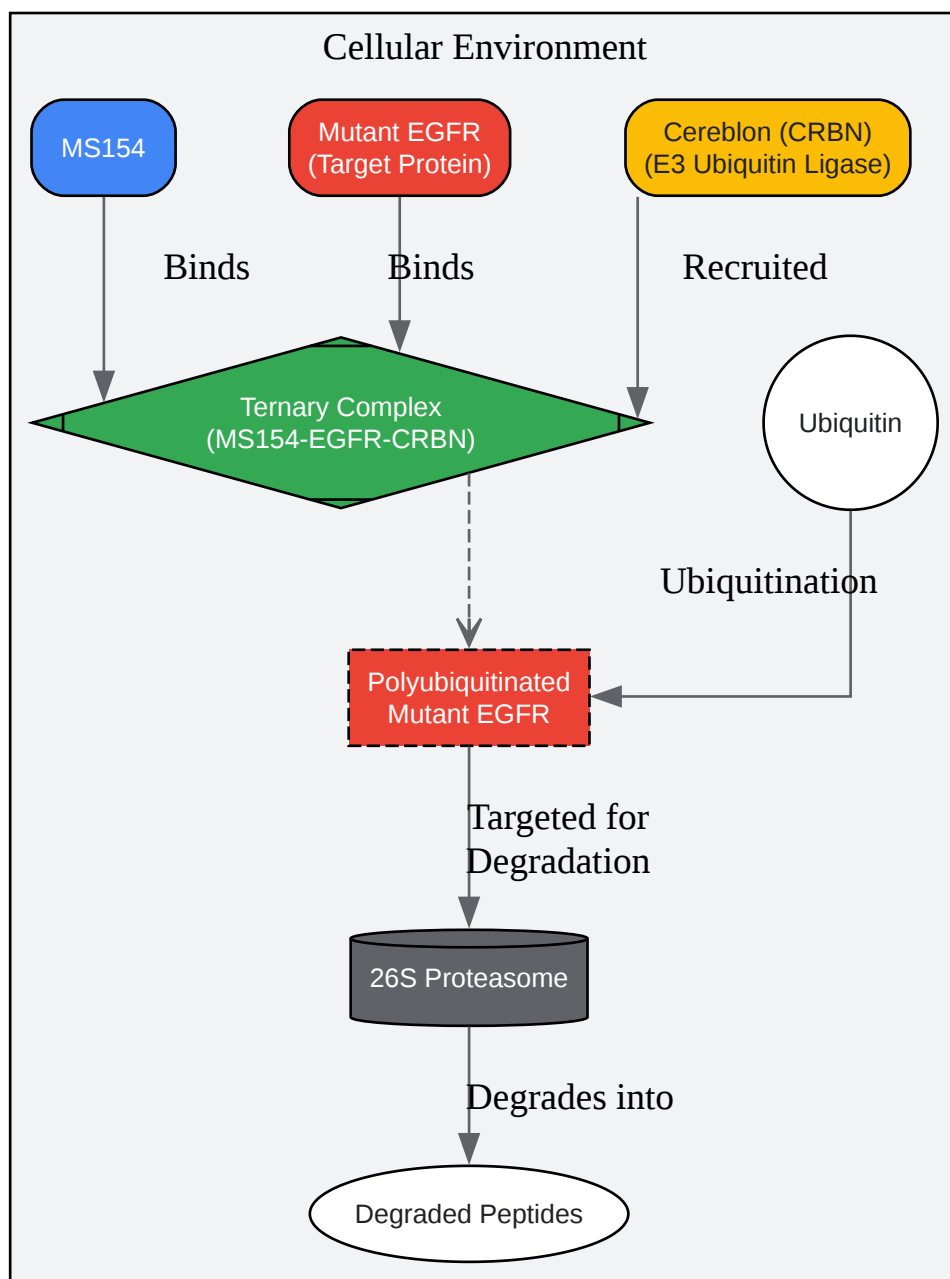 Cellular Environment
MS154
Mutant EGFR
(Target Protein)
Cereblon (CRBN)
(E3 Ubiquitin Ligase)
Binds
Binds
Recruited
Ternary Complex
(MS154-EGFR-CRBN)
Ubiquitin
Ubiquitination
Polyubiquitinated
Mutant EGFR
Targeted for
Degradation
26S Proteasome
Degrades into
Degraded Peptides